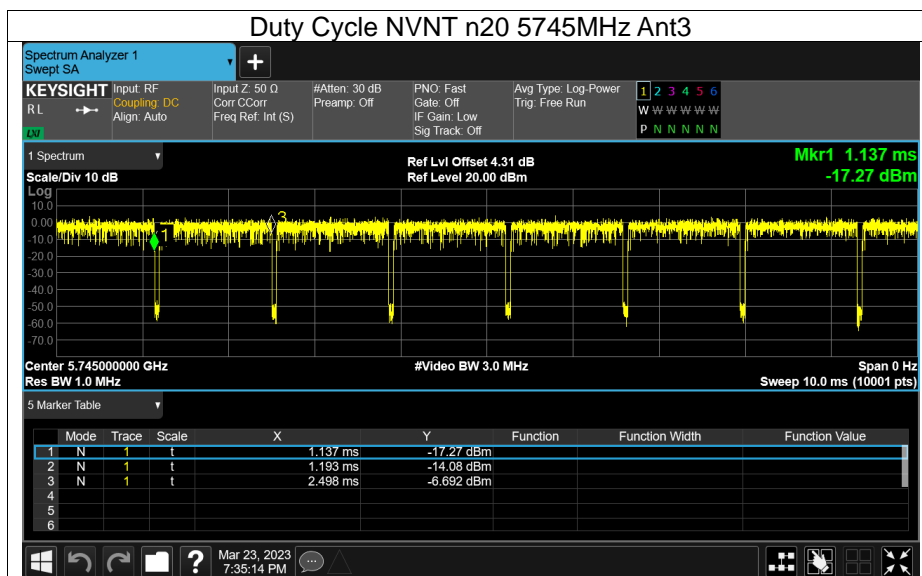 Duty Cycle NVNT n20 5745MHz Ant3
Spectrum Analyzer 1
Swept SA
+
KEYSIGHT
RL
LXI
Input: RF
Coupling: DC
Align: Auto
Input Z: 50 Ω
Corr CCorr
Freq Ref: Int (S)
#Atten: 30 dB
Preamp: Off
PNO: Fast
Gate: Off
IF Gain: Low
Sig Track: Off
Avg Type: Log-Power
Trig: Free Run
1 2 3 4 5 6
W W W W W W
P N N N N N
1 Spectrum
Scale/Div 10 dB
Ref Lvl Offset 4.31 dB
Ref Level 20.00 dBm
Mkr1 1.137 ms
-17.27 dBm
Log
10.0
0.00
-10.0
-20.0
-30.0
-40.0
-50.0
-60.0
-70.0
1
3
Center 5.745000000 GHz
Res BW 1.0 MHz
#Video BW 3.0 MHz
Span 0 Hz
Sweep 10.0 ms (10001 pts)
5 Marker Table
Mode Trace Scale X Y Function Function Width Function Value
1 N 1 t 1.137 ms -17.27 dBm
2 N 1 t 1.193 ms -14.08 dBm
3 N 1 t 2.498 ms -6.692 dBm
4
5
6
?
Mar 23, 2023
7:35:14 PM